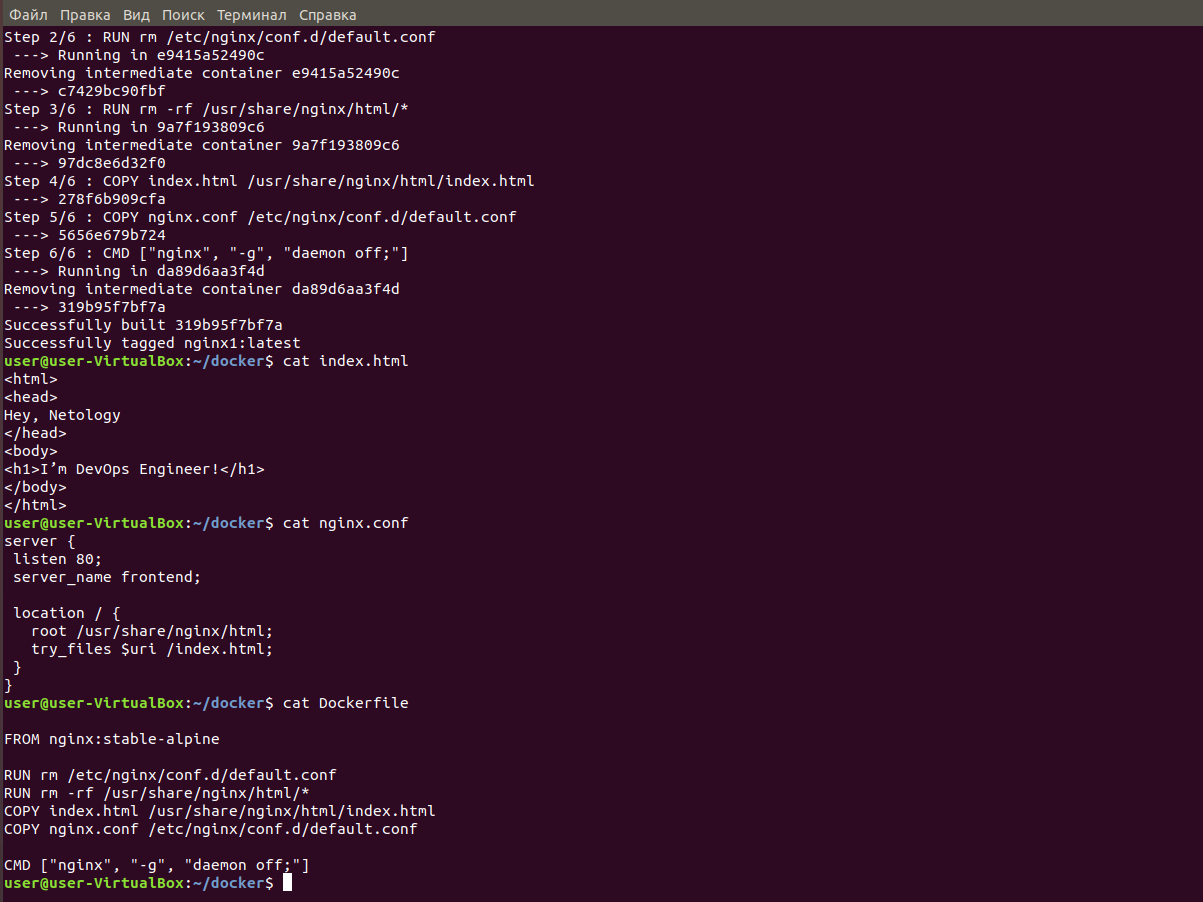 Файл Правка Вид Поиск Терминал Справка
Step 2/6 : RUN rm /etc/nginx/conf.d/default.conf
 ---> Running in e9415a52490c
Removing intermediate container e9415a52490c
 ---> c7429bc90fbf
Step 3/6 : RUN rm -rf /usr/share/nginx/html/*
 ---> Running in 9a7f193809c6
Removing intermediate container 9a7f193809c6
 ---> 97dc8e6d32f0
Step 4/6 : COPY index.html /usr/share/nginx/html/index.html
 ---> 278f6b909cfa
Step 5/6 : COPY nginx.conf /etc/nginx/conf.d/default.conf
 ---> 5656e679b724
Step 6/6 : CMD ["nginx", "-g", "daemon off;"]
 ---> Running in da89d6aa3f4d
Removing intermediate container da89d6aa3f4d
 ---> 319b95f7bf7a
Successfully built 319b95f7bf7a
Successfully tagged nginx1:latest
user@user-VirtualBox:~/docker$ cat index.html
<html>
<head>
Hey, Netology
</head>
<body>
<h1>I’m DevOps Engineer!</h1>
</body>
</html>
user@user-VirtualBox:~/docker$ cat nginx.conf
server {
 listen 80;
 server_name frontend;

 location / {
   root /usr/share/nginx/html;
   try_files $uri /index.html;
 }
}
user@user-VirtualBox:~/docker$ cat Dockerfile

FROM nginx:stable-alpine

RUN rm /etc/nginx/conf.d/default.conf
RUN rm -rf /usr/share/nginx/html/*
COPY index.html /usr/share/nginx/html/index.html
COPY nginx.conf /etc/nginx/conf.d/default.conf

CMD ["nginx", "-g", "daemon off;"]
user@user-VirtualBox:~/docker$